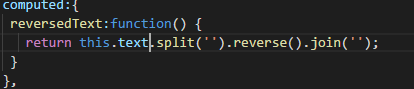 computed:{
reversedText:function() {
return this.text.split('').reverse().join('');
}
},